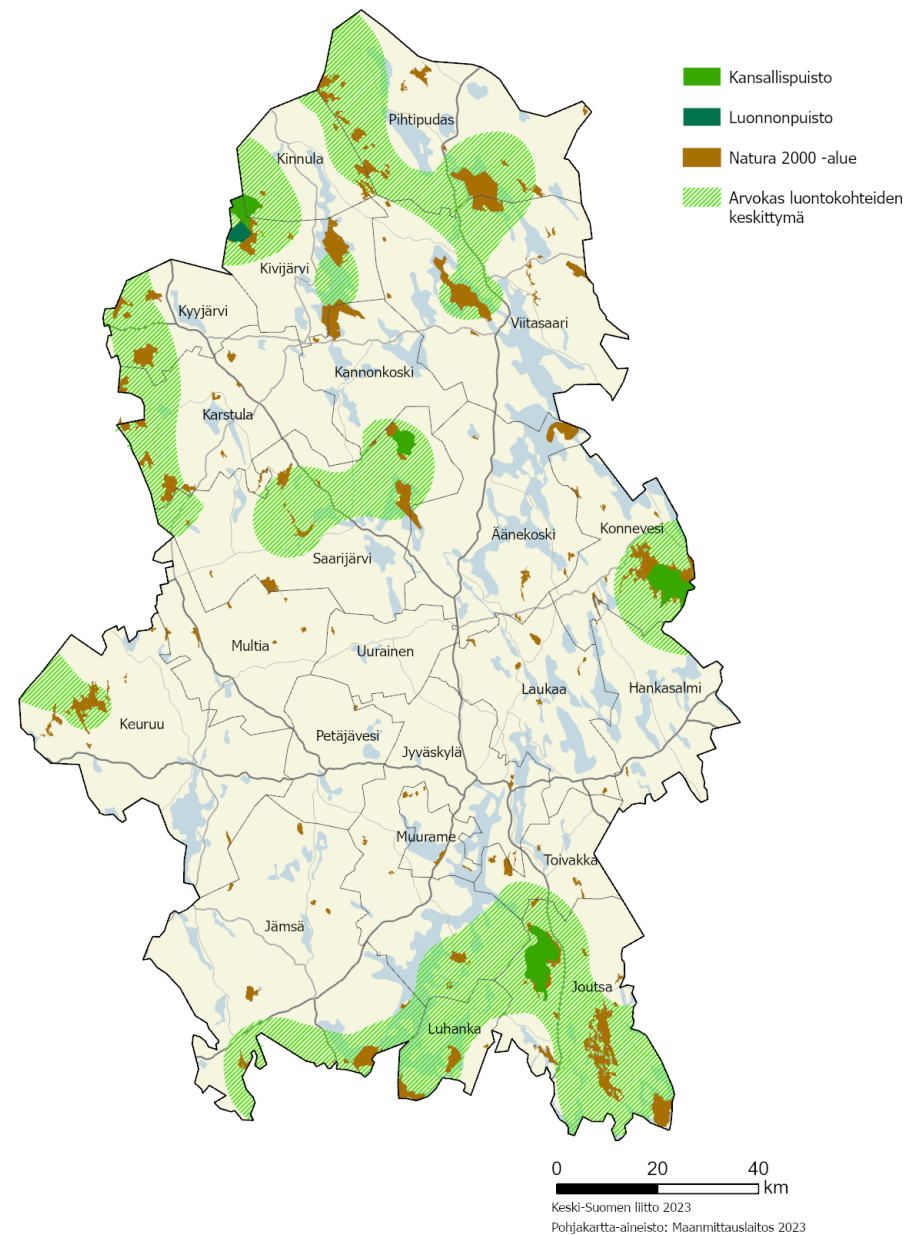 Kansallispuisto
Luonnonpuisto
Natura 2000 -alue
Arvokas luontokohteiden
keskittymä
Pihtipudas
Kinnula
Kivijärvi
Kyyjärvi
Viitasaari
Kannonkoski
Karstula
Konnevesi
Äänekoski
Saarijärvi
Multia
Uurainen
Laukaa
Hankasalmi
Keuruu
Petäjävesi
Jyväskylä
Muurame
Toivakka
Jämsä
Joutsa
Luhanka
0 20 40
km
Keski-Suomen liitto 2023
Pohjakartta-aineisto: Maanmittauslaitos 2023